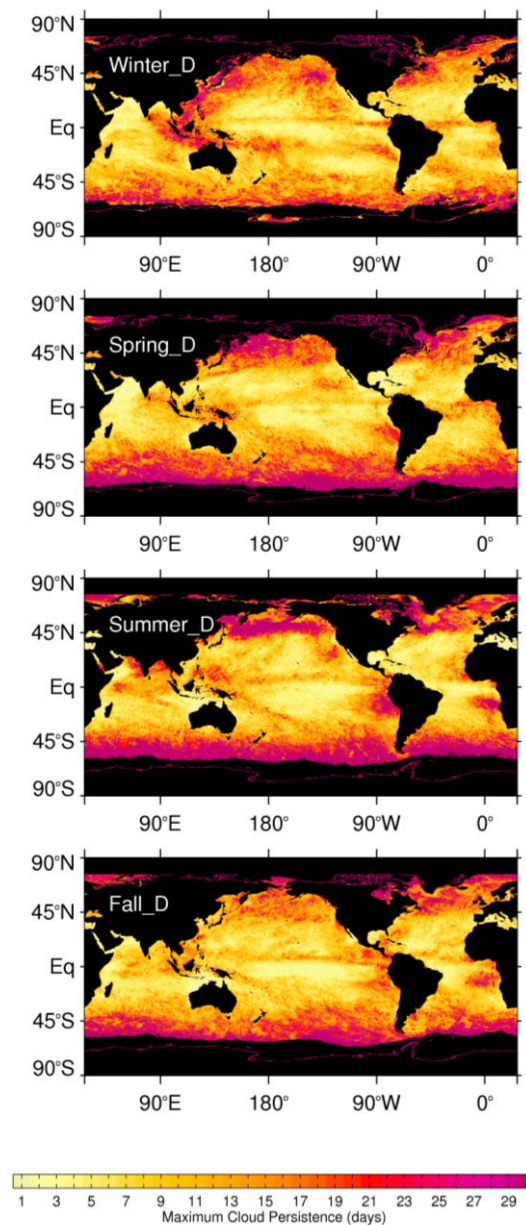 90°N
45°N
Eq
45°S
90°S
Winter_D
90°E 180° 90°W 0°
90°N
45°N
Eq
45°S
90°S
Spring_D
90°E 180° 90°W 0°
90°N
45°N
Eq
45°S
90°S
Summer_D
90°E 180° 90°W 0°
90°N
45°N
Eq
45°S
90°S
Fall_D
90°E 180° 90°W 0°
1 3 5 7 9 11 13 15 17 19 21 23 25 27 29
Maximum Cloud Persistence (days)